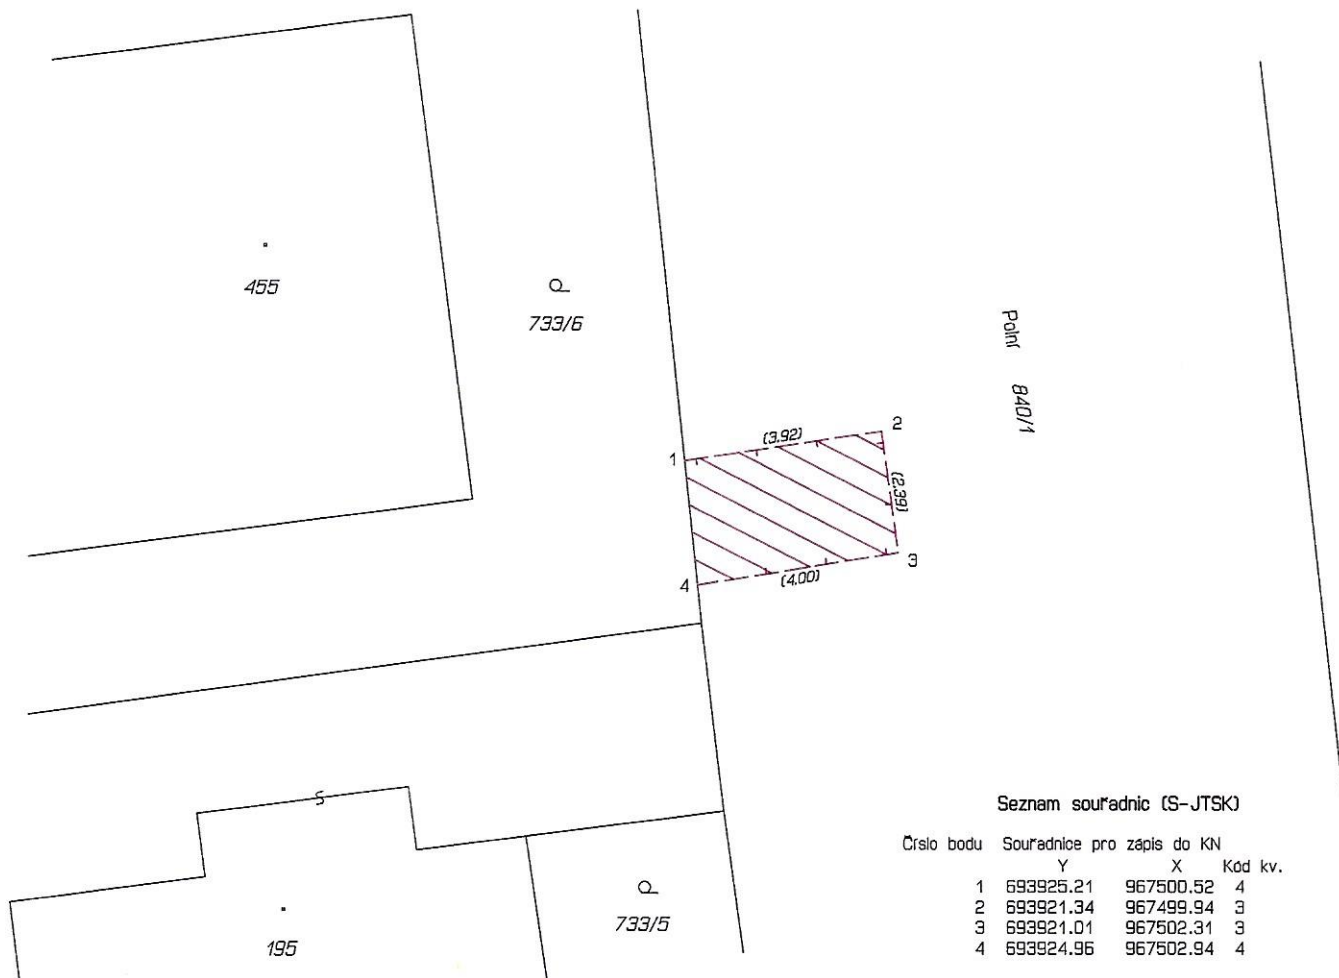 455
733/6
Polní 840/1
1
(3.92)
2
(2.39)
3
(4.00)
4
195
733/5
Seznam souřadnic (S-JTSK)
Číslo bodu Souřadnice pro zápis do KN
Y X Kód kv.
1 693925.21 967500.52 4
2 693921.34 967499.94 3
3 693921.01 967502.31 3
4 693924.96 967502.94 4